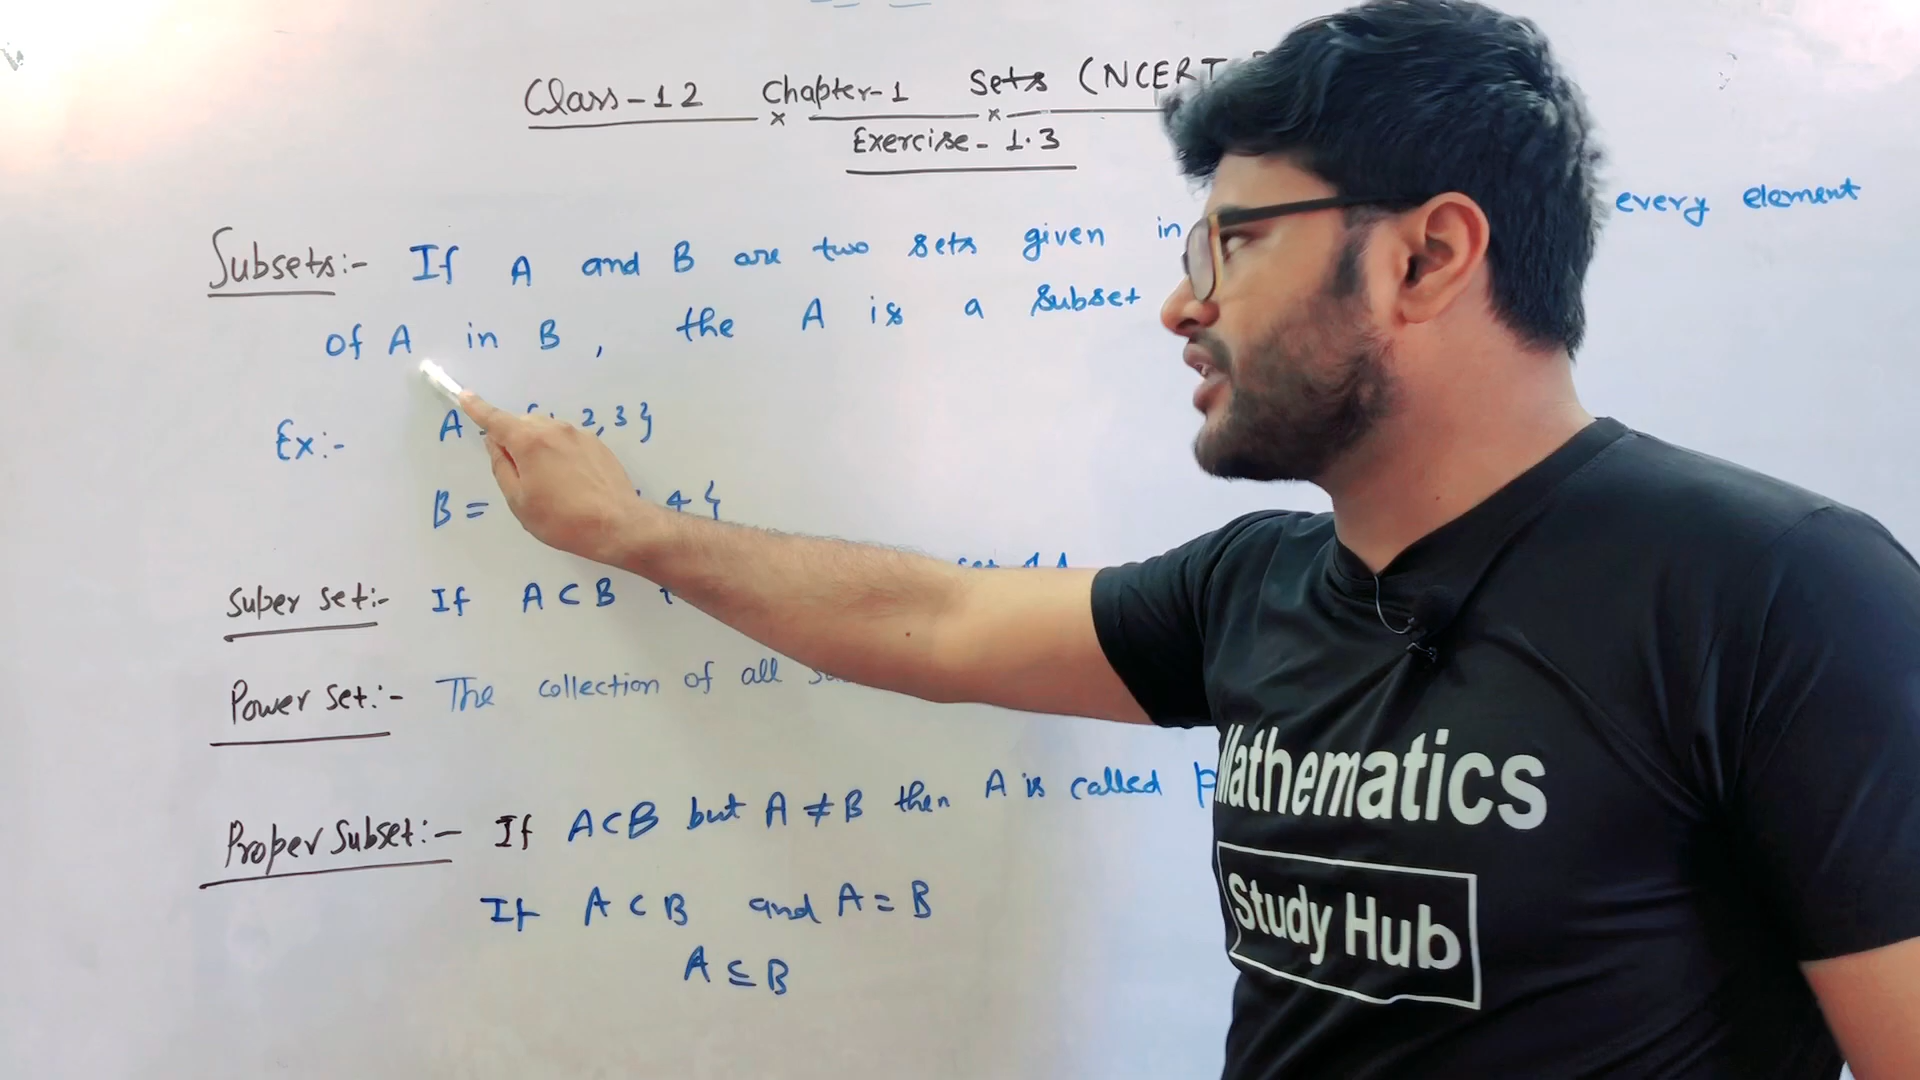 Class-12 Chapter-1 Sets (NCERT
Exercise- 1.3
Subsets:- If A and B are two sets given in every element
of A in B, the A is a subset
Ex:- A 2, 3 }
B = 4 }
Super set:- If A ⊂ B
Power set:- The collection of all
Proper Subset:- If A⊂B but A ≠ B then A is called
If A ⊂ B and A = B
A ⊆ B
Mathematics
Study Hub